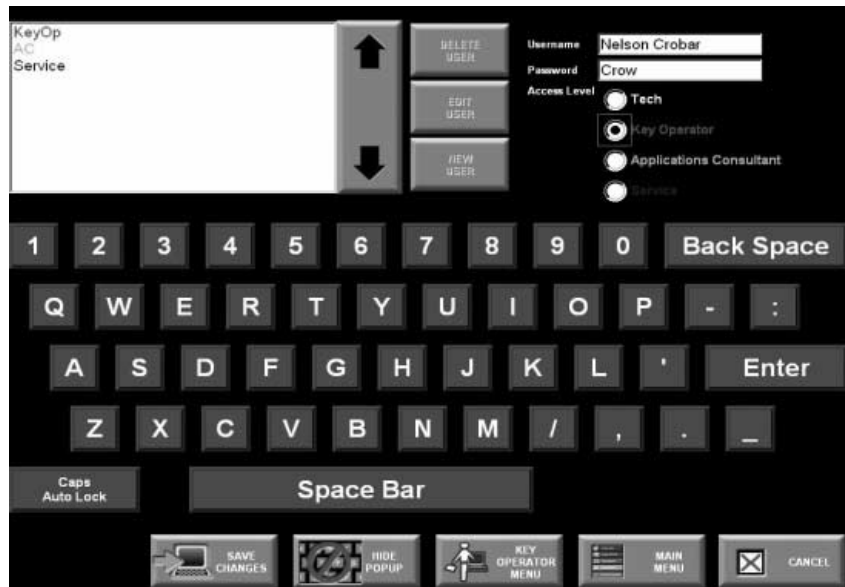 KeyOp
AC
Service
DELETE
USER
EDIT
USER
NEW
USER
Username Nelson Crobar
Password Crow
Access Level
Tech
Key Operator
Applications Consultant
Service
1 2 3 4 5 6 7 8 9 0 Back Space
Q W E R T Y U I O P - :
A S D F G H J K L ' Enter
Z X C V B N M / , . _
Caps
Auto Lock
Space Bar
SAVE
CHANGES
HIDE
POPUP
KEY
OPERATOR
MENU
MAIN
MENU
CANCEL